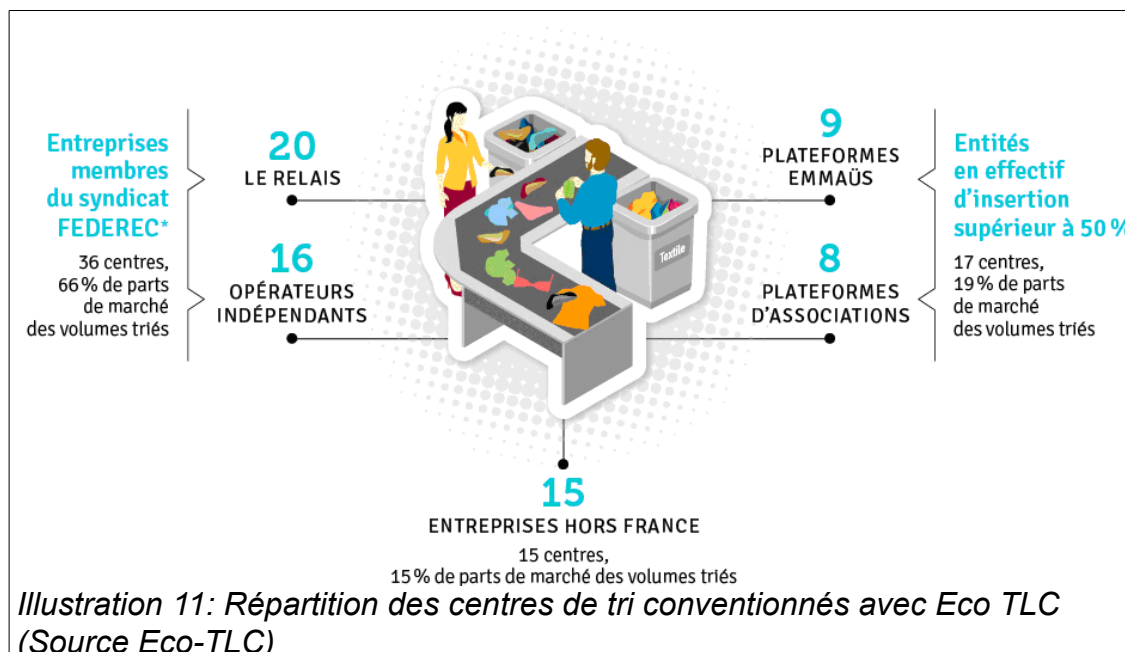 Entreprises
membres
du syndicat
FEDEREC*
36 centres,
66 % de parts
de marché
des volumes triés
20
LE RELAIS
16
OPÉRATEURS
INDÉPENDANTS
Textile
9
PLATEFORMES
EMMAÜS
8
PLATEFORMES
D’ASSOCIATIONS
Entités
en effectif
d’insertion
supérieur à 50 %
17 centres,
19 % de parts
de marché
des volumes triés
15
ENTREPRISES HORS FRANCE
15 centres,
15 % de parts de marché des volumes triés
Illustration 11: Répartition des centres de tri conventionnés avec Eco TLC
(Source Eco-TLC)